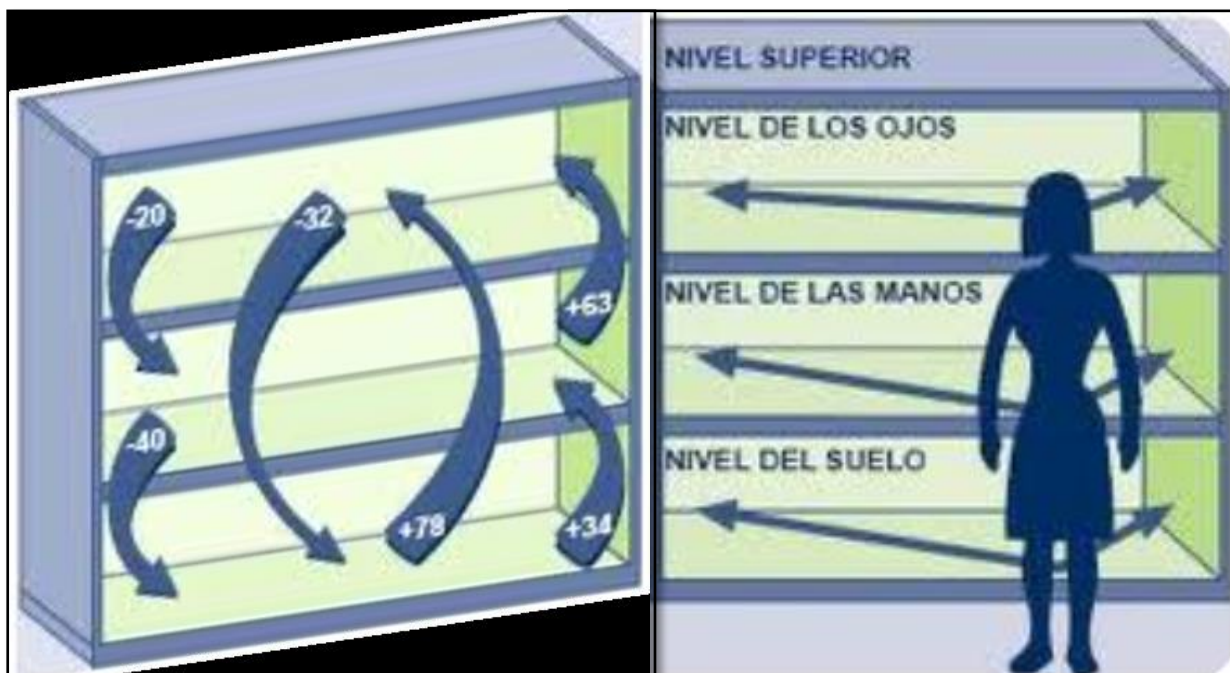 -20
-32
+63
-40
+78
+34
NIVEL SUPERIOR
NIVEL DE LOS OJOS
NIVEL DE LAS MANOS
NIVEL DEL SUELO